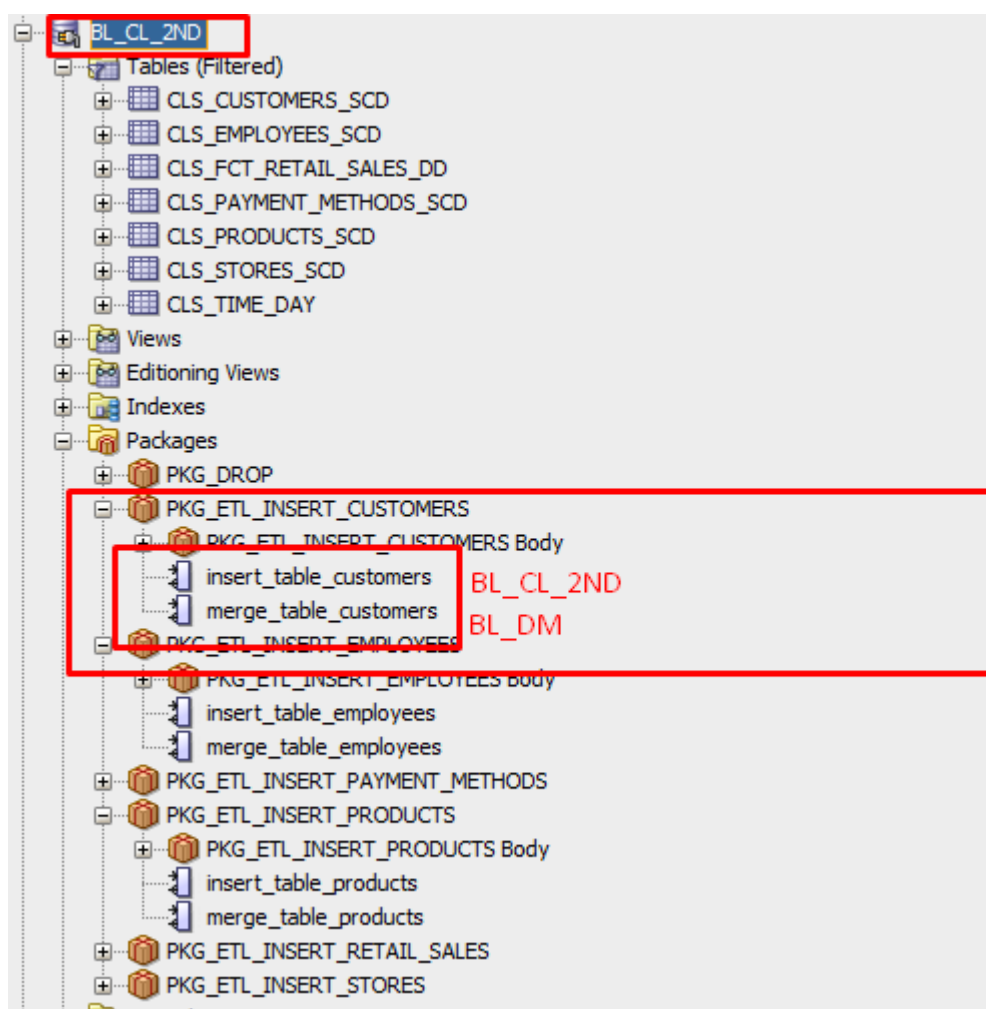 BL_CL_2ND
Tables (Filtered)
CLS_CUSTOMERS_SCD
CLS_EMPLOYEES_SCD
CLS_FCT_RETAIL_SALES_DD
CLS_PAYMENT_METHODS_SCD
CLS_PRODUCTS_SCD
CLS_STORES_SCD
CLS_TIME_DAY
Views
Editioning Views
Indexes
Packages
PKG_DROP
PKG_ETL_INSERT_CUSTOMERS
PKG_ETL_INSERT_CUSTOMERS Body
insert_table_customers BL_CL_2ND
merge_table_customers BL_DM
PKG_ETL_INSERT_EMPLOYEES
PKG_ETL_INSERT_EMPLOYEES Body
insert_table_employees
merge_table_employees
PKG_ETL_INSERT_PAYMENT_METHODS
PKG_ETL_INSERT_PRODUCTS
PKG_ETL_INSERT_PRODUCTS Body
insert_table_products
merge_table_products
PKG_ETL_INSERT_RETAIL_SALES
PKG_ETL_INSERT_STORES